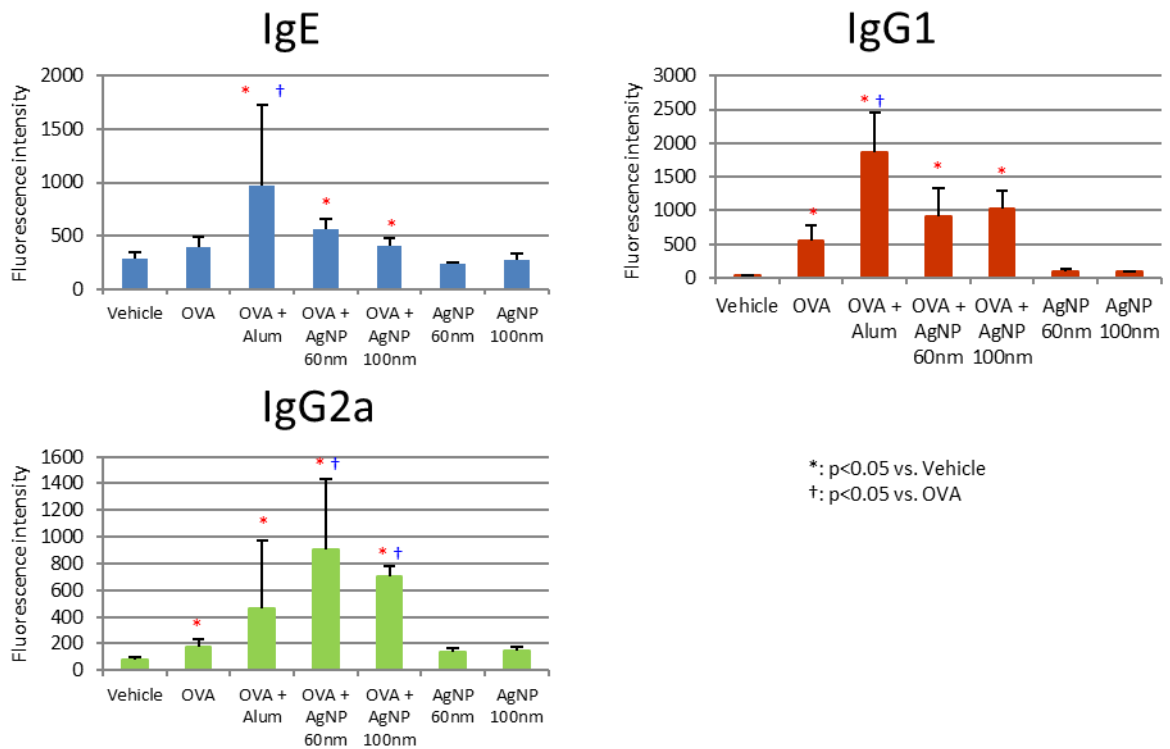 IgE
Fluorescence intensity
2000
1500
1000
500
0
* †
*
*
Vehicle
OVA
OVA +
Alum
OVA +
AgNP
60nm
OVA +
AgNP
100nm
AgNP
60nm
AgNP
100nm
IgG1
Fluorescence intensity
3000
2500
2000
1500
1000
500
0
*
* †
*
*
Vehicle
OVA
OVA +
Alum
OVA +
AgNP
60nm
OVA +
AgNP
100nm
AgNP
60nm
AgNP
100nm
IgG2a
Fluorescence intensity
1600
1400
1200
1000
800
600
400
200
0
*
*
* †
* †
Vehicle
OVA
OVA +
Alum
OVA +
AgNP
60nm
OVA +
AgNP
100nm
AgNP
60nm
AgNP
100nm
*: p<0.05 vs. Vehicle
†: p<0.05 vs. OVA